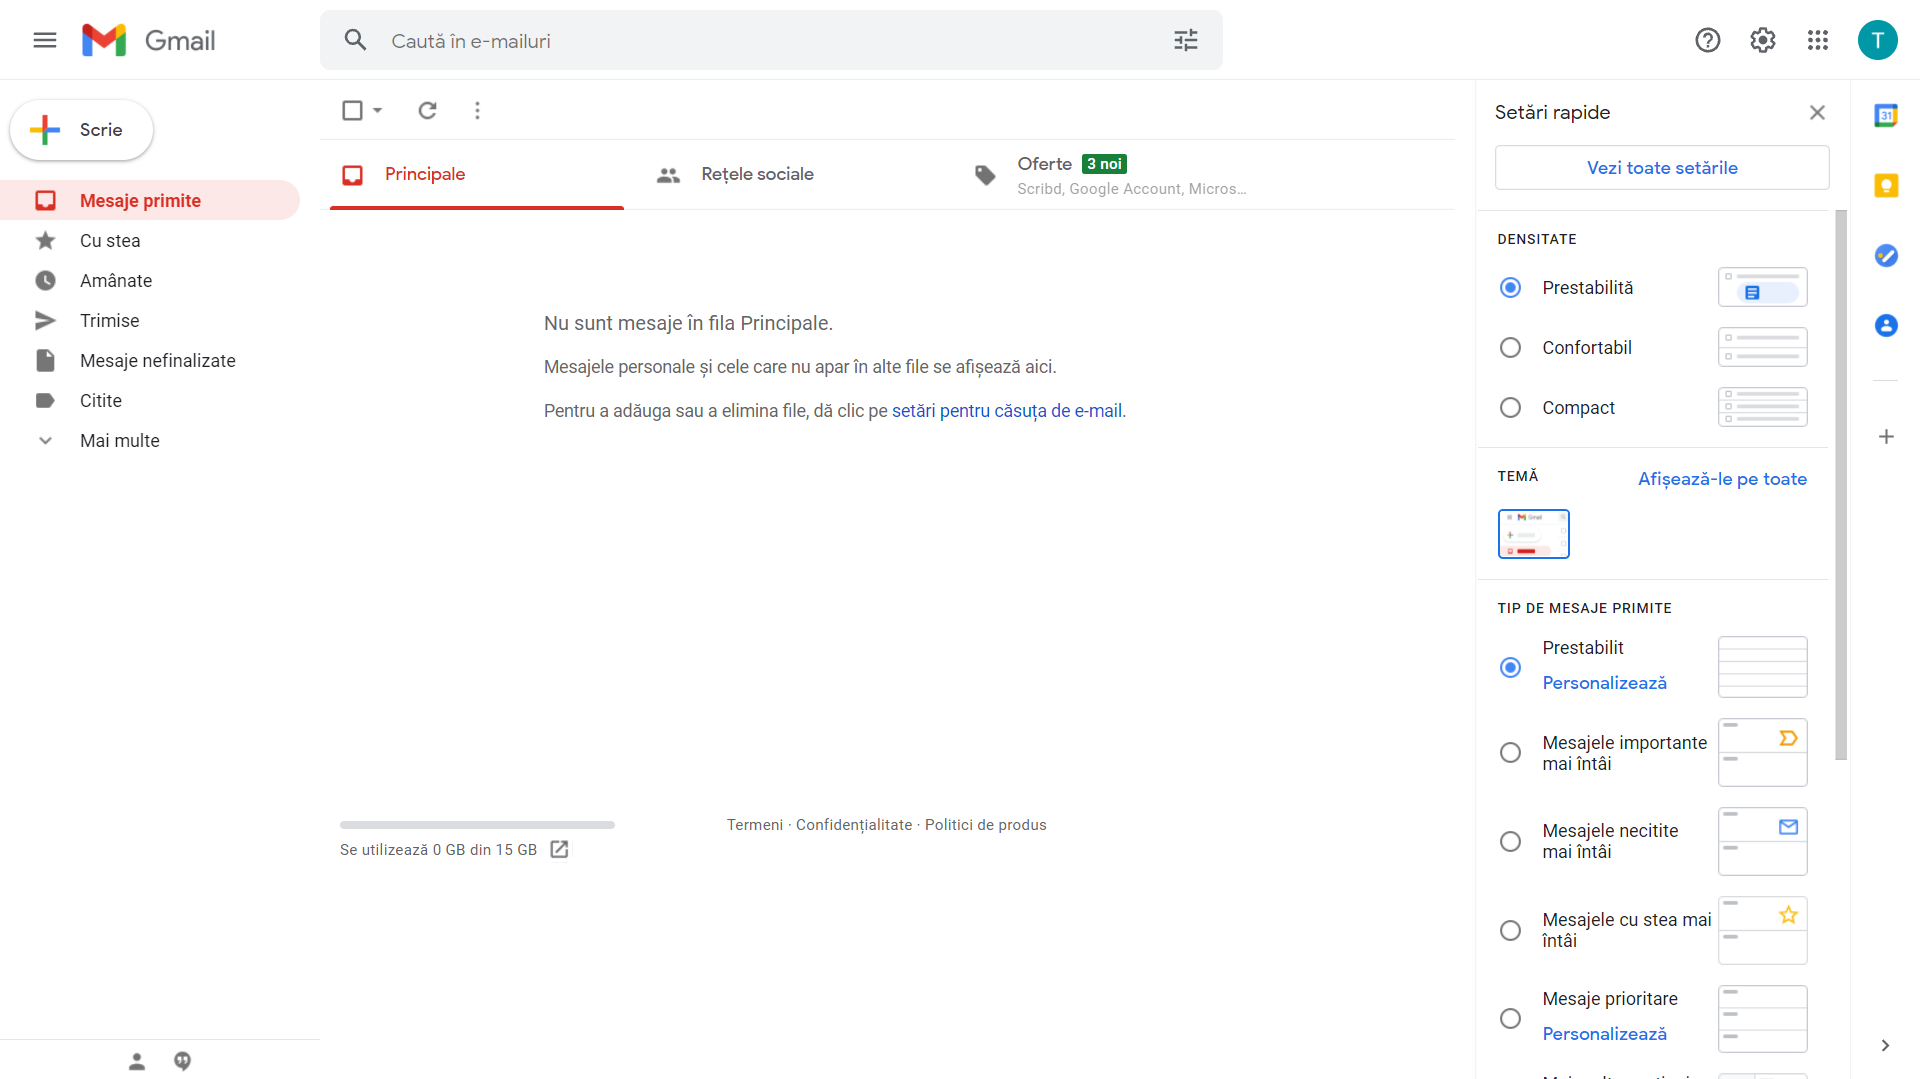 Gmail
Caută în e-mailuri
T
Scrie
Mesaje primite
Cu stea
Amânate
Trimise
Mesaje nefinalizate
Citite
Mai multe
Principale
Rețele sociale
Oferte 3 noi
Scribd, Google Account, Micros…
Nu sunt mesaje în fila Principale.
Mesajele personale și cele care nu apar în alte file se afișează aici.
Pentru a adăuga sau a elimina file, dă clic pe setări pentru căsuța de e-mail.
Se utilizează 0 GB din 15 GB
Termeni · Confidențialitate · Politici de produs
Setări rapide
Vezi toate setările
DENSITATE
Prestabilită
Confortabil
Compact
TEMĂ
Afișează-le pe toate
Gmail
TIP DE MESAJE PRIMITE
Prestabilit
Personalizează
Mesajele importante
mai întâi
Mesajele necitite
mai întâi
Mesajele cu stea mai
întâi
Mesaje prioritare
Personalizează
31